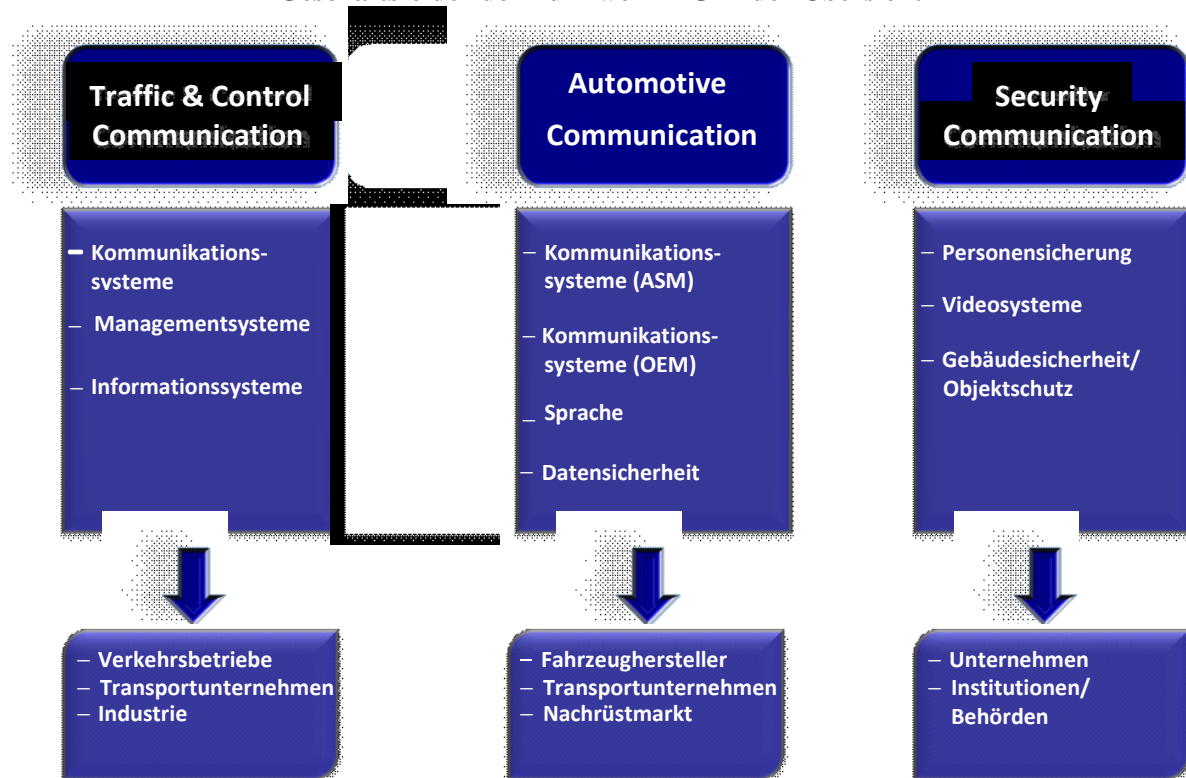 Traffic & Control
Communication
– Kommunikations-
svsteme
– Managementsysteme
– Informationssysteme
– Verkehrsbetriebe
– Transportunternehmen
– Industrie
Automotive
Communication
– Kommunikations-
systeme (ASM)
– Kommunikations-
systeme (OEM)
– Sprache
– Datensicherheit
– Fahrzeughersteller
– Transportunternehmen
– Nachrüstmarkt
Security
Communication
– Personensicherung
– Videosysteme
– Gebäudesicherheit/
Objektschutz
– Unternehmen
– Institutionen/
Behörden